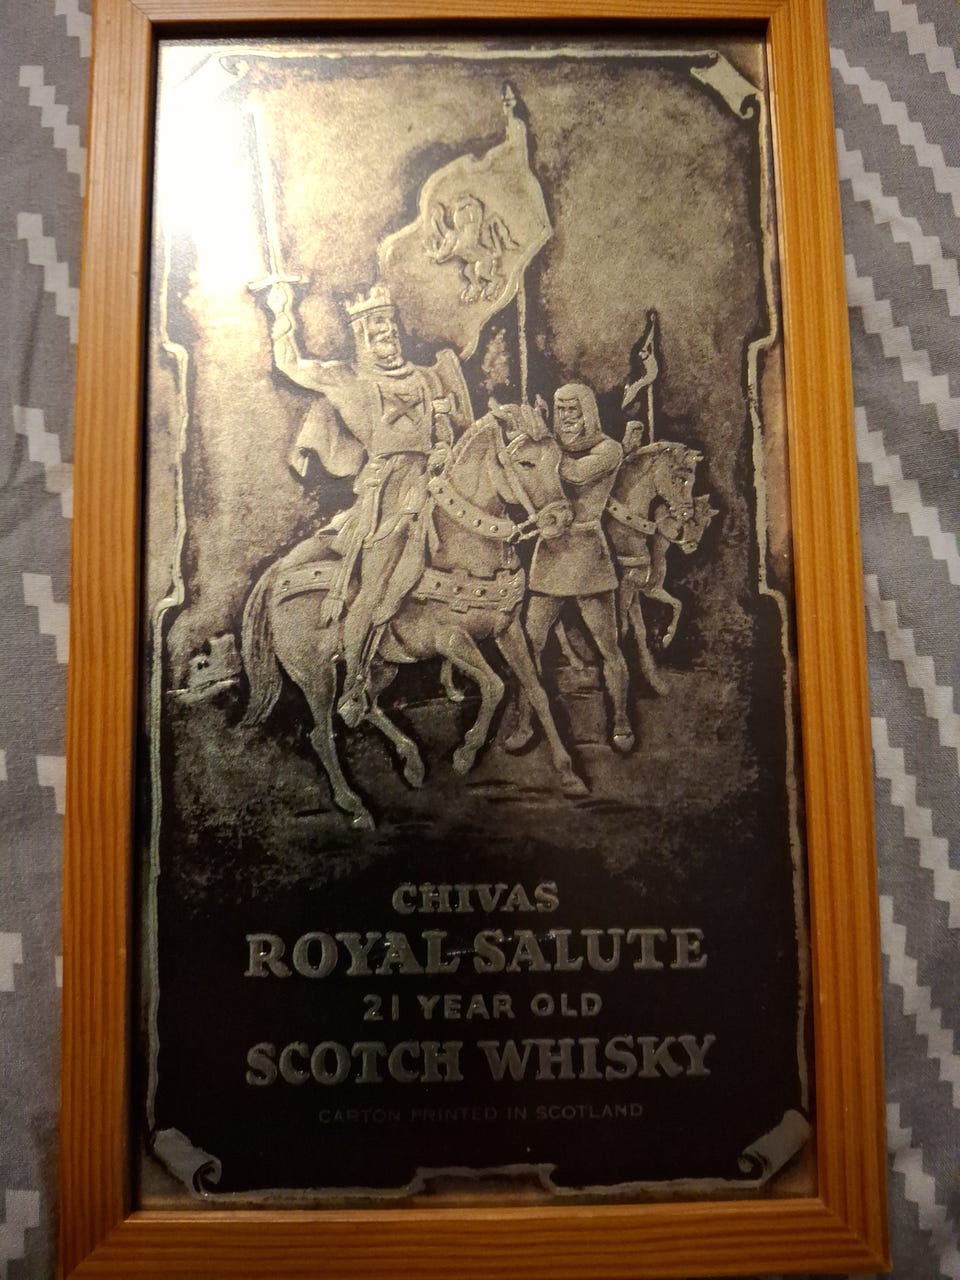 CHIVAS
ROYAL SALUTE
21 YEAR OLD
SCOTCH WHISKY
CARTON PRINTED IN SCOTLAND